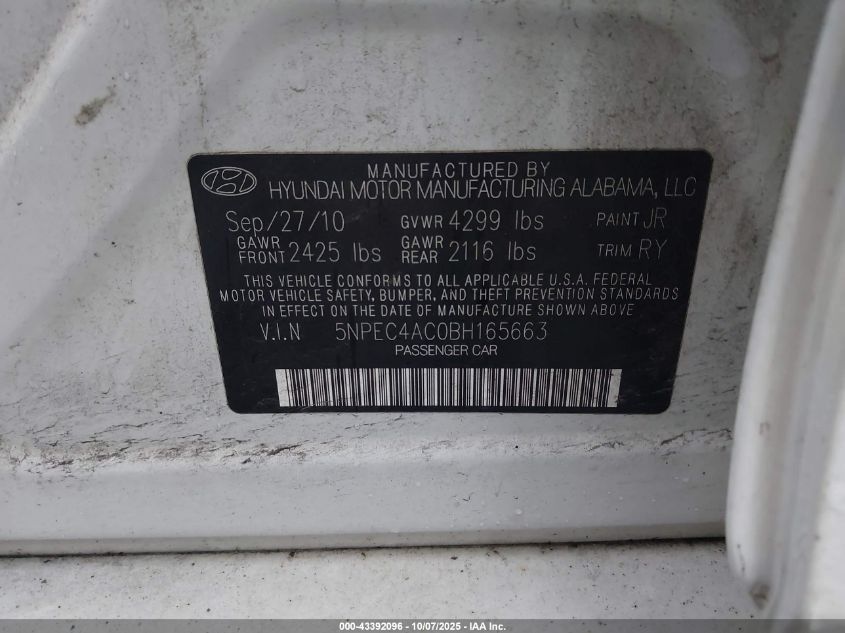 MANUFACTURED BY
HYUNDAI MOTOR MANUFACTURING ALABAMA, LLC
Sep/27/10 GVWR 4299 lbs PAINT JR
GAWR FRONT 2425 lbs GAWR REAR 2116 lbs TRIM RY
THIS VEHICLE CONFORMS TO ALL APPLICABLE U.S.A. FEDERAL
MOTOR VEHICLE SAFETY, BUMPER, AND THEFT PREVENTION STANDARDS
IN EFFECT ON THE DATE OF MANUFACTURE SHOWN ABOVE
V.I.N 5NPEC4AC0BH165663
PASSENGER CAR
000-43392096 - 10/07/2025 - IAA Inc.